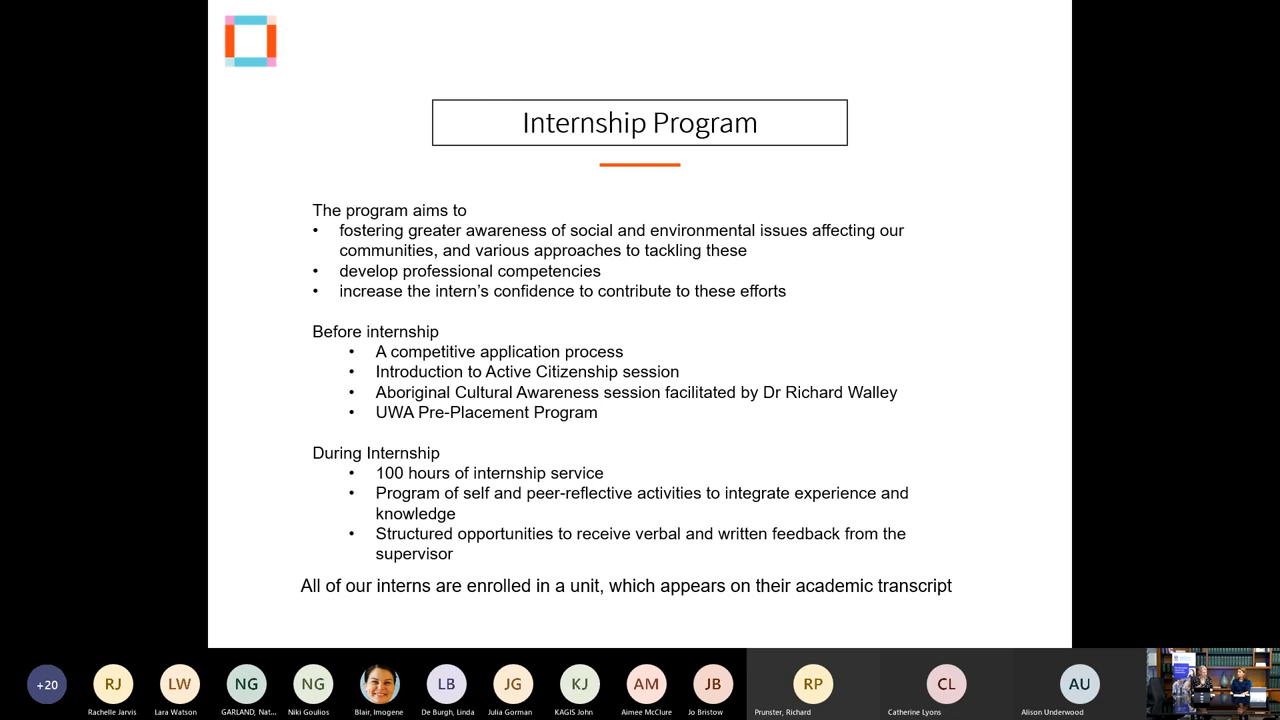 Internship Program
The program aims to
• fostering greater awareness of social and environmental issues affecting our
communities, and various approaches to tackling these
• develop professional competencies
• increase the intern's confidence to contribute to these efforts
Before internship
• A competitive application process
• Introduction to Active Citizenship session
• Aboriginal Cultural Awareness session facilitated by Dr Richard Walley
• UWA Pre-Placement Program
During Internship
• 100 hours of internship service
• Program of self and peer-reflective activities to integrate experience and
knowledge
• Structured opportunities to receive verbal and written feedback from the
supervisor
All of our interns are enrolled in a unit, which appears on their academic transcript
+20 RJ LW NG NG LB JG KJ AM JB RP CL AU
Rachelle Jarvis Lara Watson GARLAND, Nat... Niki Goulios Blair, Imogene De Burgh, Linda Julia Gorman KAGIS John Aimee McClure Jo Bristow Prunster, Richard Catherine Lyons Alison Underwood